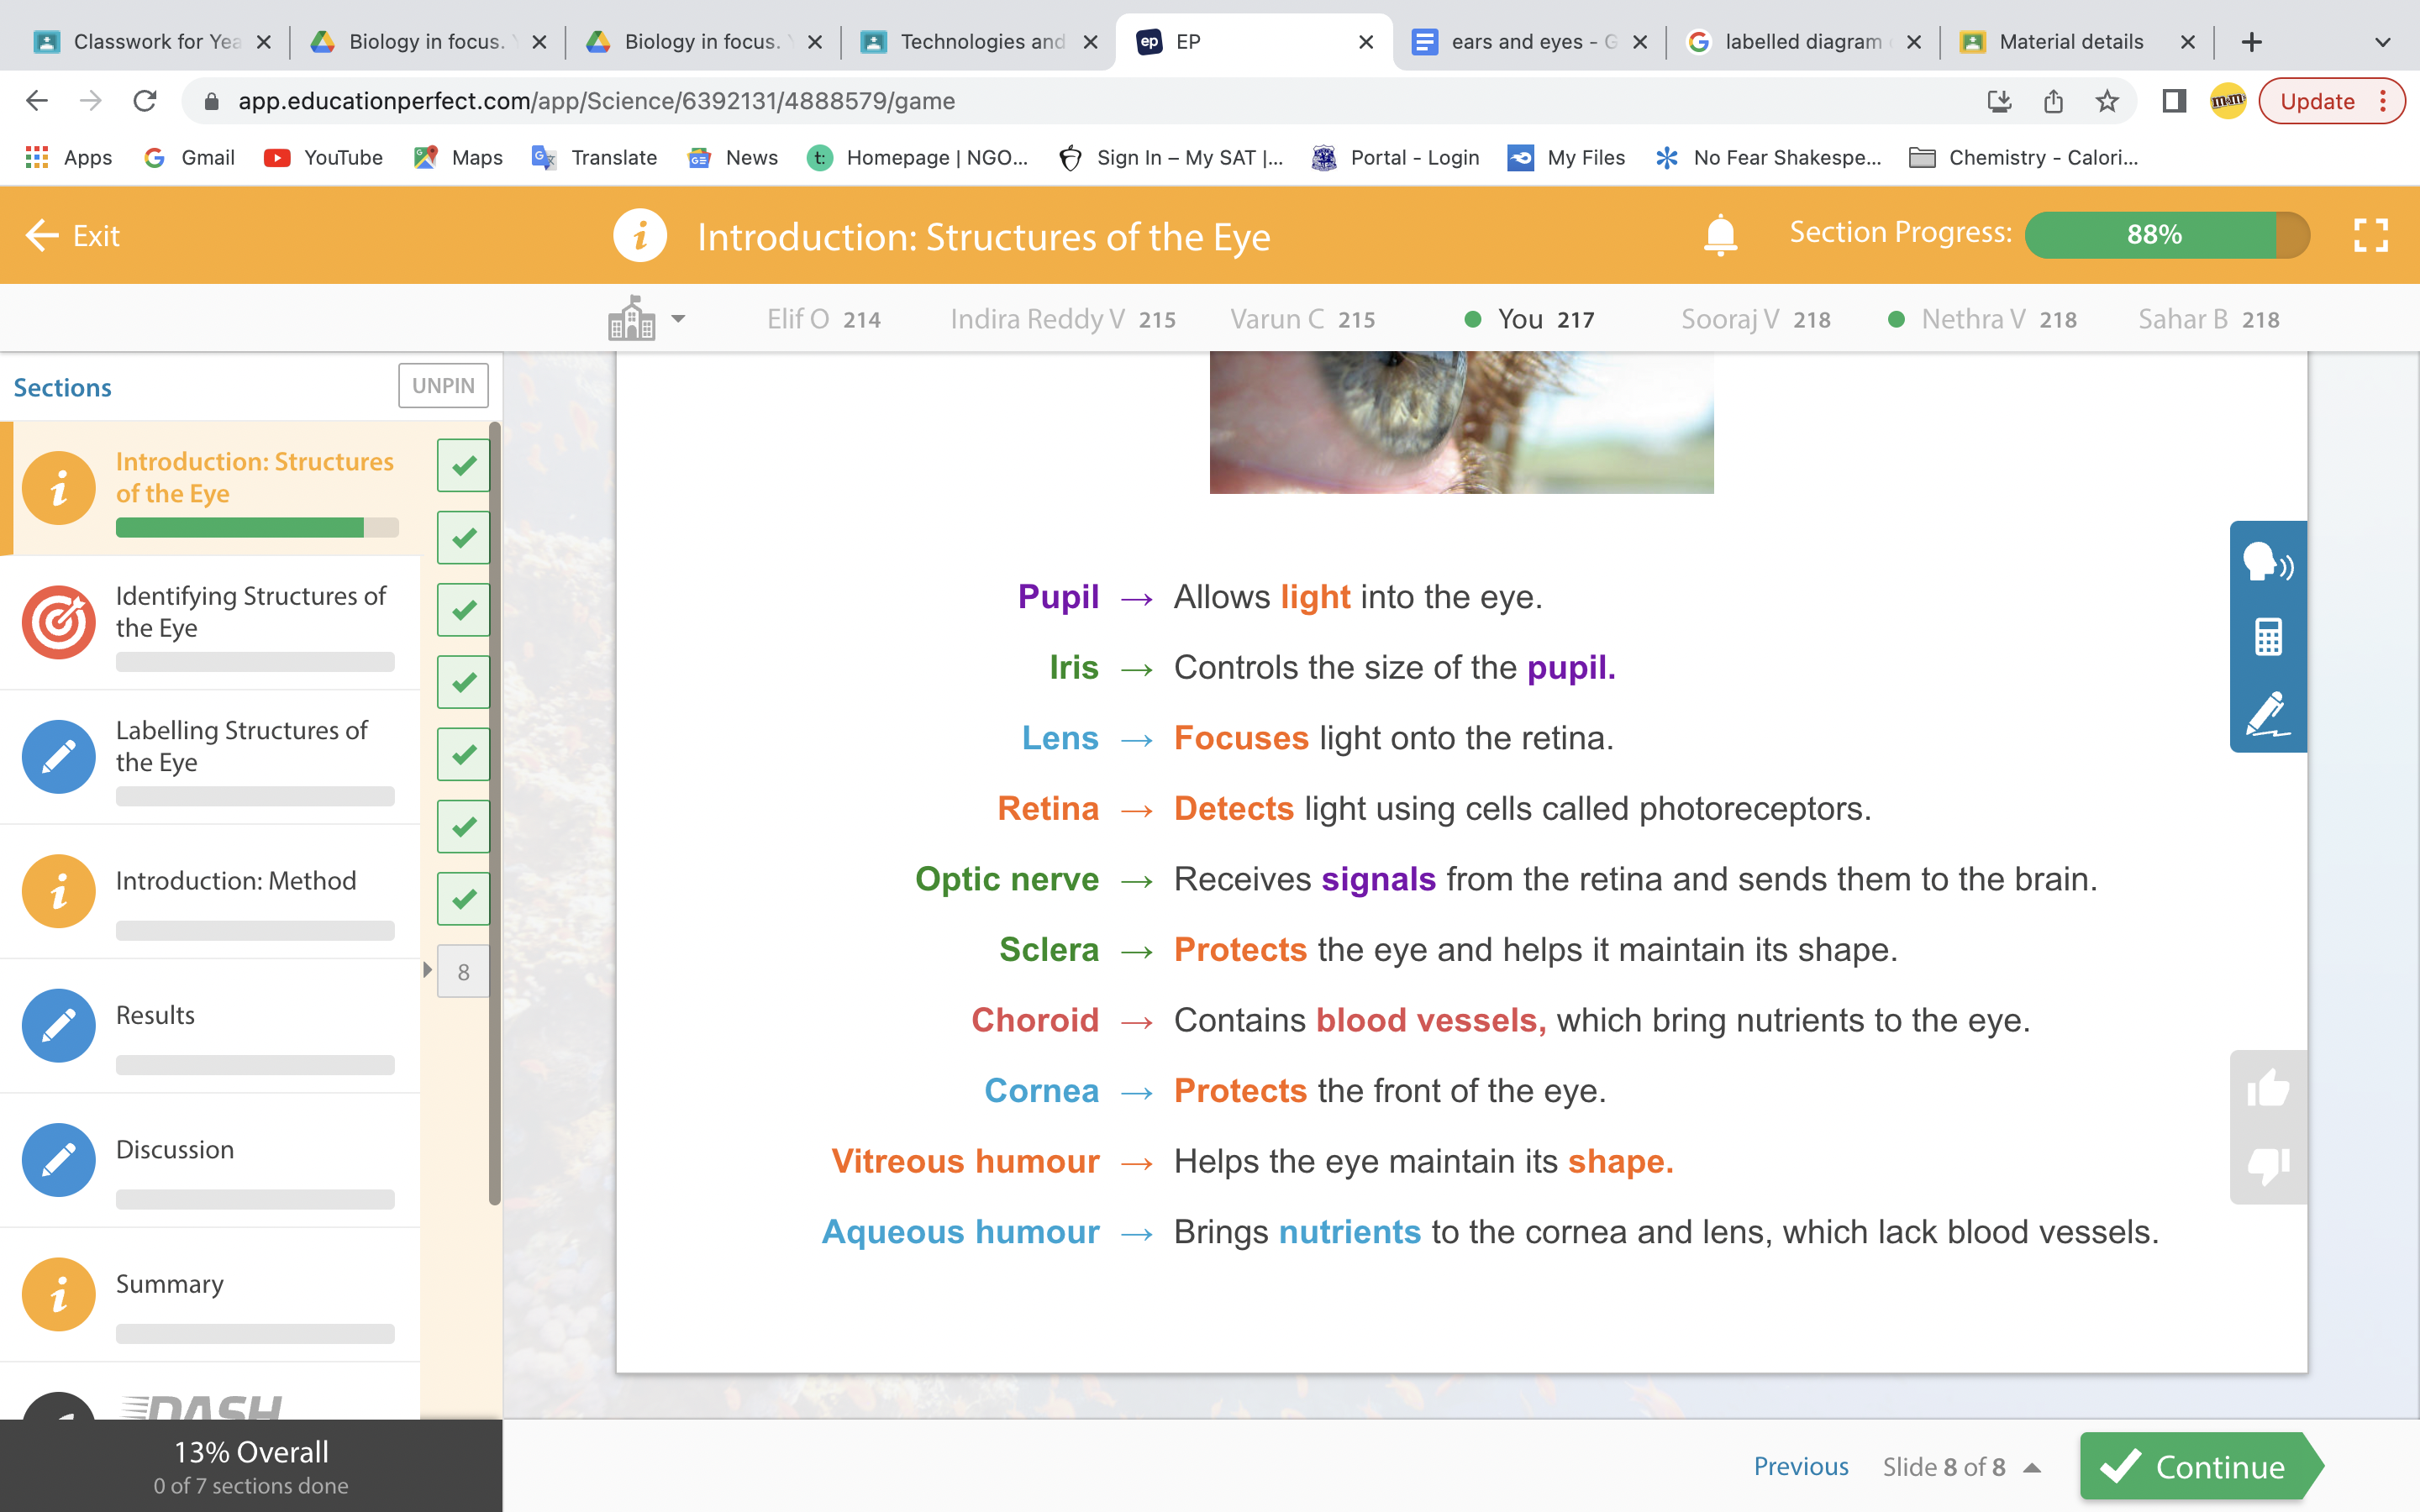 Classwork for Yea
Biology in focus.
Biology in focus.
Technologies and
ep EP
ears and eyes - G
labelled diagram
Material details
app.educationperfect.com/app/Science/6392131/4888579/game
Update
Apps
Gmail
YouTube
Maps
Translate
News
t: Homepage | NGO...
Sign In – My SAT |...
Portal - Login
My Files
No Fear Shakespe...
Chemistry - Calori...
Exit
i Introduction: Structures of the Eye
Section Progress: 88%
Elif O 214
Indira Reddy V 215
Varun C 215
You 217
Sooraj V 218
Nethra V 218
Sahar B 218
Sections
UNPIN
Introduction: Structures
of the Eye
Identifying Structures of
the Eye
Labelling Structures of
the Eye
Introduction: Method
Results
Discussion
Summary
DASH
8
13% Overall
0 of 7 sections done
Pupil → Allows light into the eye.
Iris → Controls the size of the pupil.
Lens → Focuses light onto the retina.
Retina → Detects light using cells called photoreceptors.
Optic nerve → Receives signals from the retina and sends them to the brain.
Sclera → Protects the eye and helps it maintain its shape.
Choroid → Contains blood vessels, which bring nutrients to the eye.
Cornea → Protects the front of the eye.
Vitreous humour → Helps the eye maintain its shape.
Aqueous humour → Brings nutrients to the cornea and lens, which lack blood vessels.
Previous
Slide 8 of 8
Continue